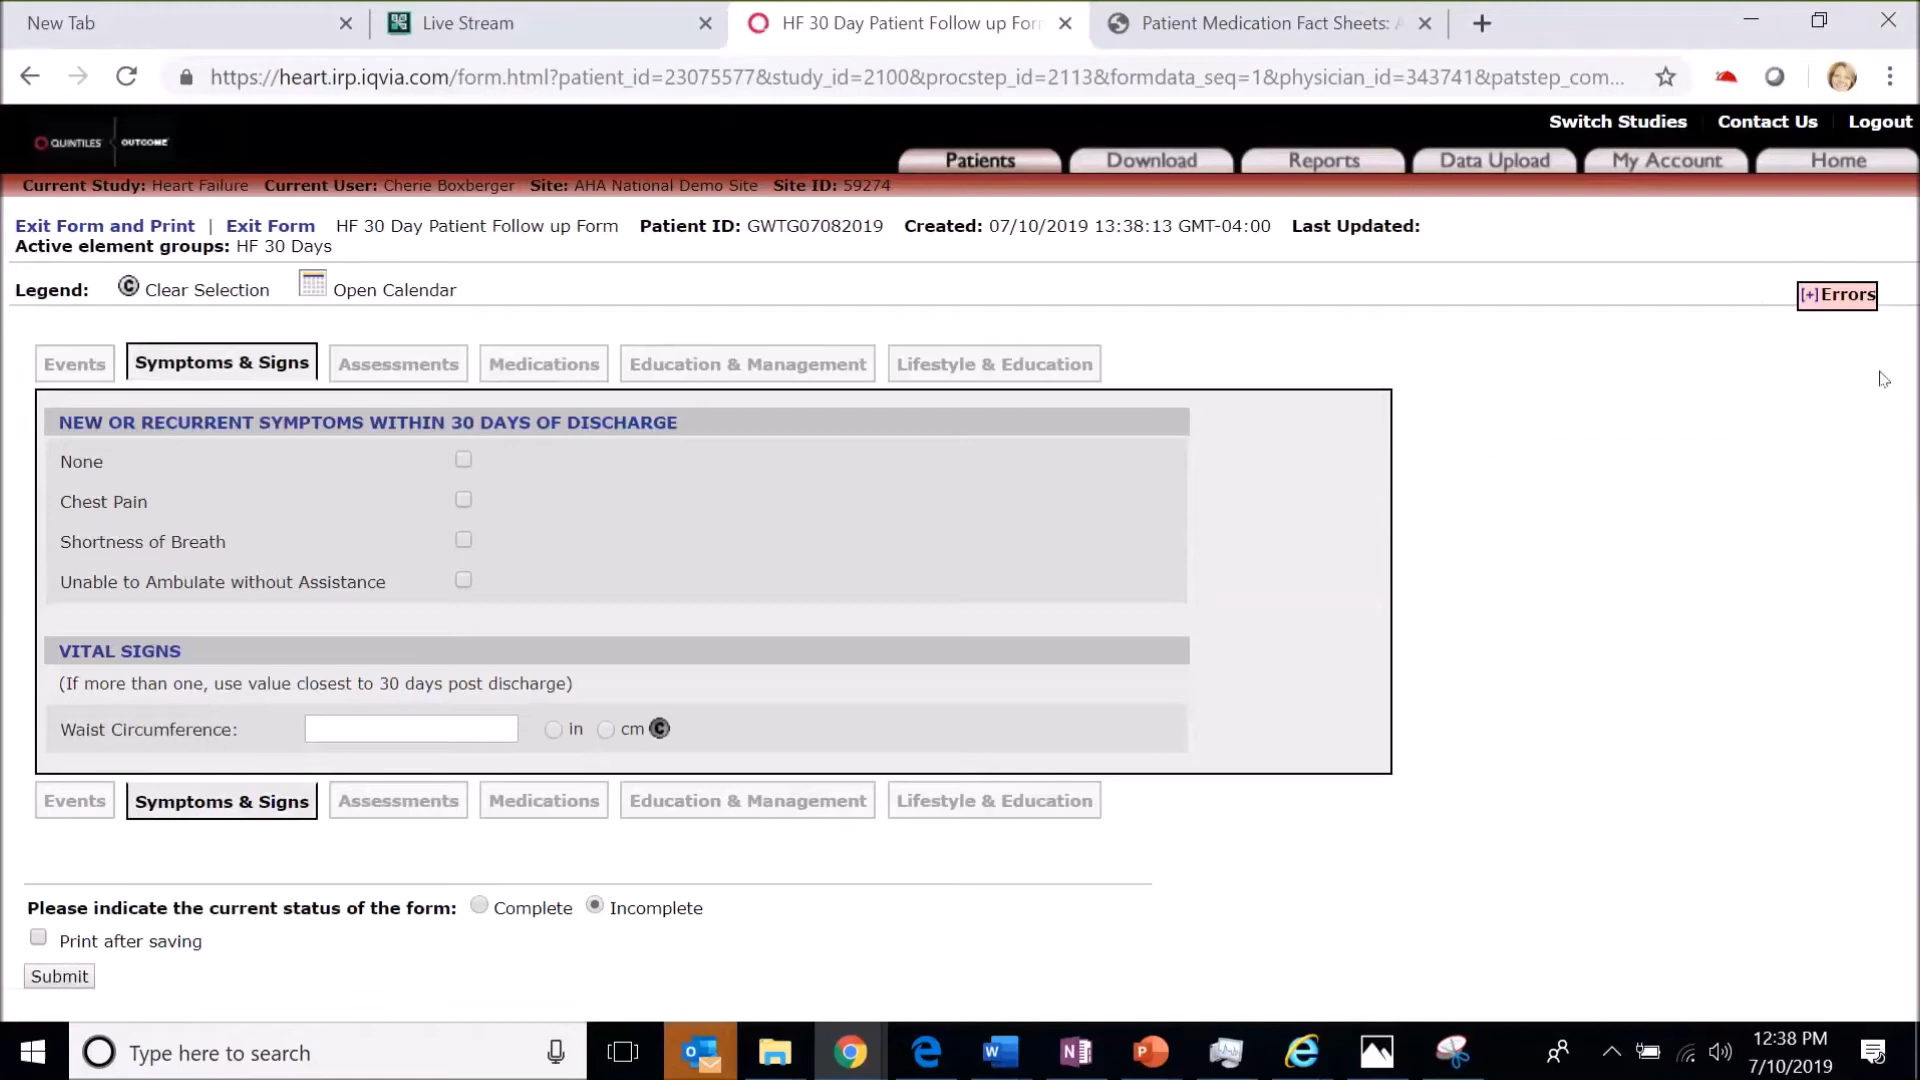 New Tab
Live Stream
HF 30 Day Patient Follow up For
Patient Medication Fact Sheets:
https://heart.irp.iqvia.com/form.html?patient_id=23075577&study_id=2100&procstep_id=2113&formdata_seq=1&physician_id=343741&patstep_com...
Switch Studies
Contact Us
Logout
QUINTILES
OUTCOME
Patients
Download
Reports
Data Upload
My Account
Home
Current Study: Heart Failure Current User: Cherie Boxberger Site: AHA National Demo Site Site ID: 59274
Exit Form and Print | Exit Form HF 30 Day Patient Follow up Form Patient ID: GWTG07082019 Created: 07/10/2019 13:38:13 GMT-04:00 Last Updated:
Active element groups: HF 30 Days
Legend: C Clear Selection Open Calendar
[+]Errors
Events
Symptoms & Signs
Assessments
Medications
Education & Management
Lifestyle & Education
NEW OR RECURRENT SYMPTOMS WITHIN 30 DAYS OF DISCHARGE
None
Chest Pain
Shortness of Breath
Unable to Ambulate without Assistance
VITAL SIGNS
(If more than one, use value closest to 30 days post discharge)
Waist Circumference: in cm C
Events
Symptoms & Signs
Assessments
Medications
Education & Management
Lifestyle & Education
Please indicate the current status of the form: Complete Incomplete
Print after saving
Submit
Type here to search
12:38 PM
7/10/2019